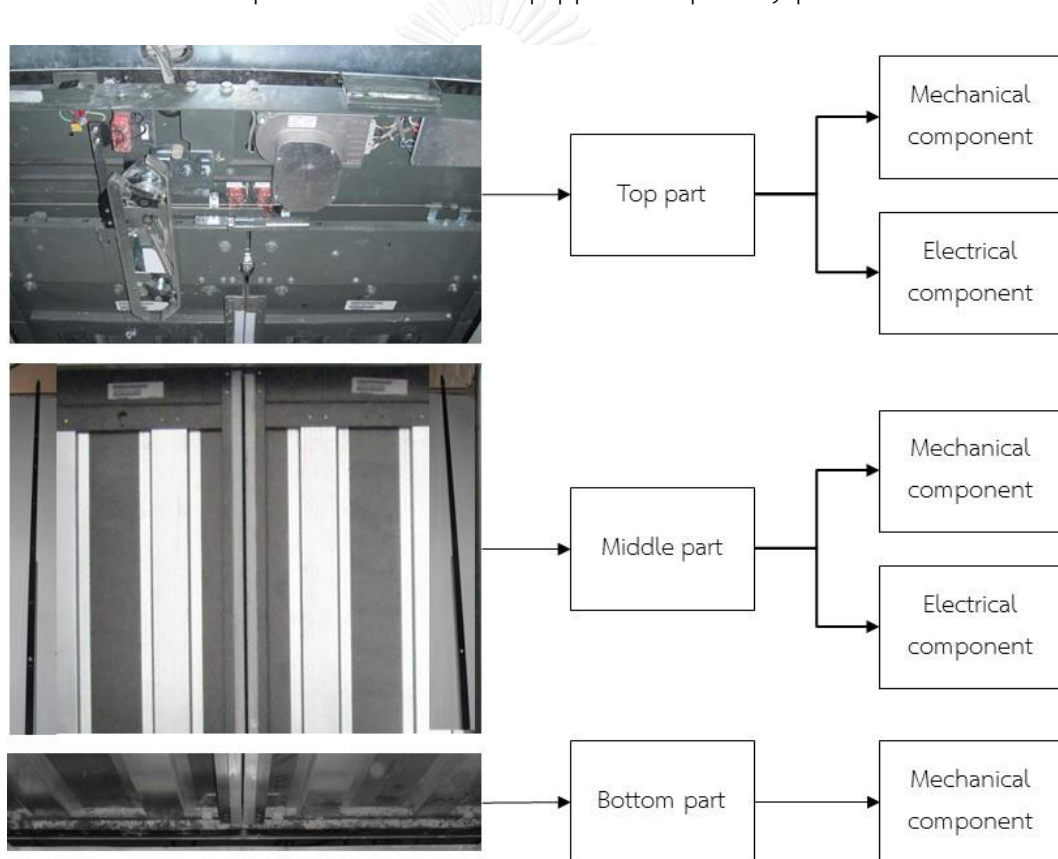 Mechanical
component
Top part
Electrical
component
Mechanical
component
Middle part
Electrical
component
Bottom part
Mechanical
component